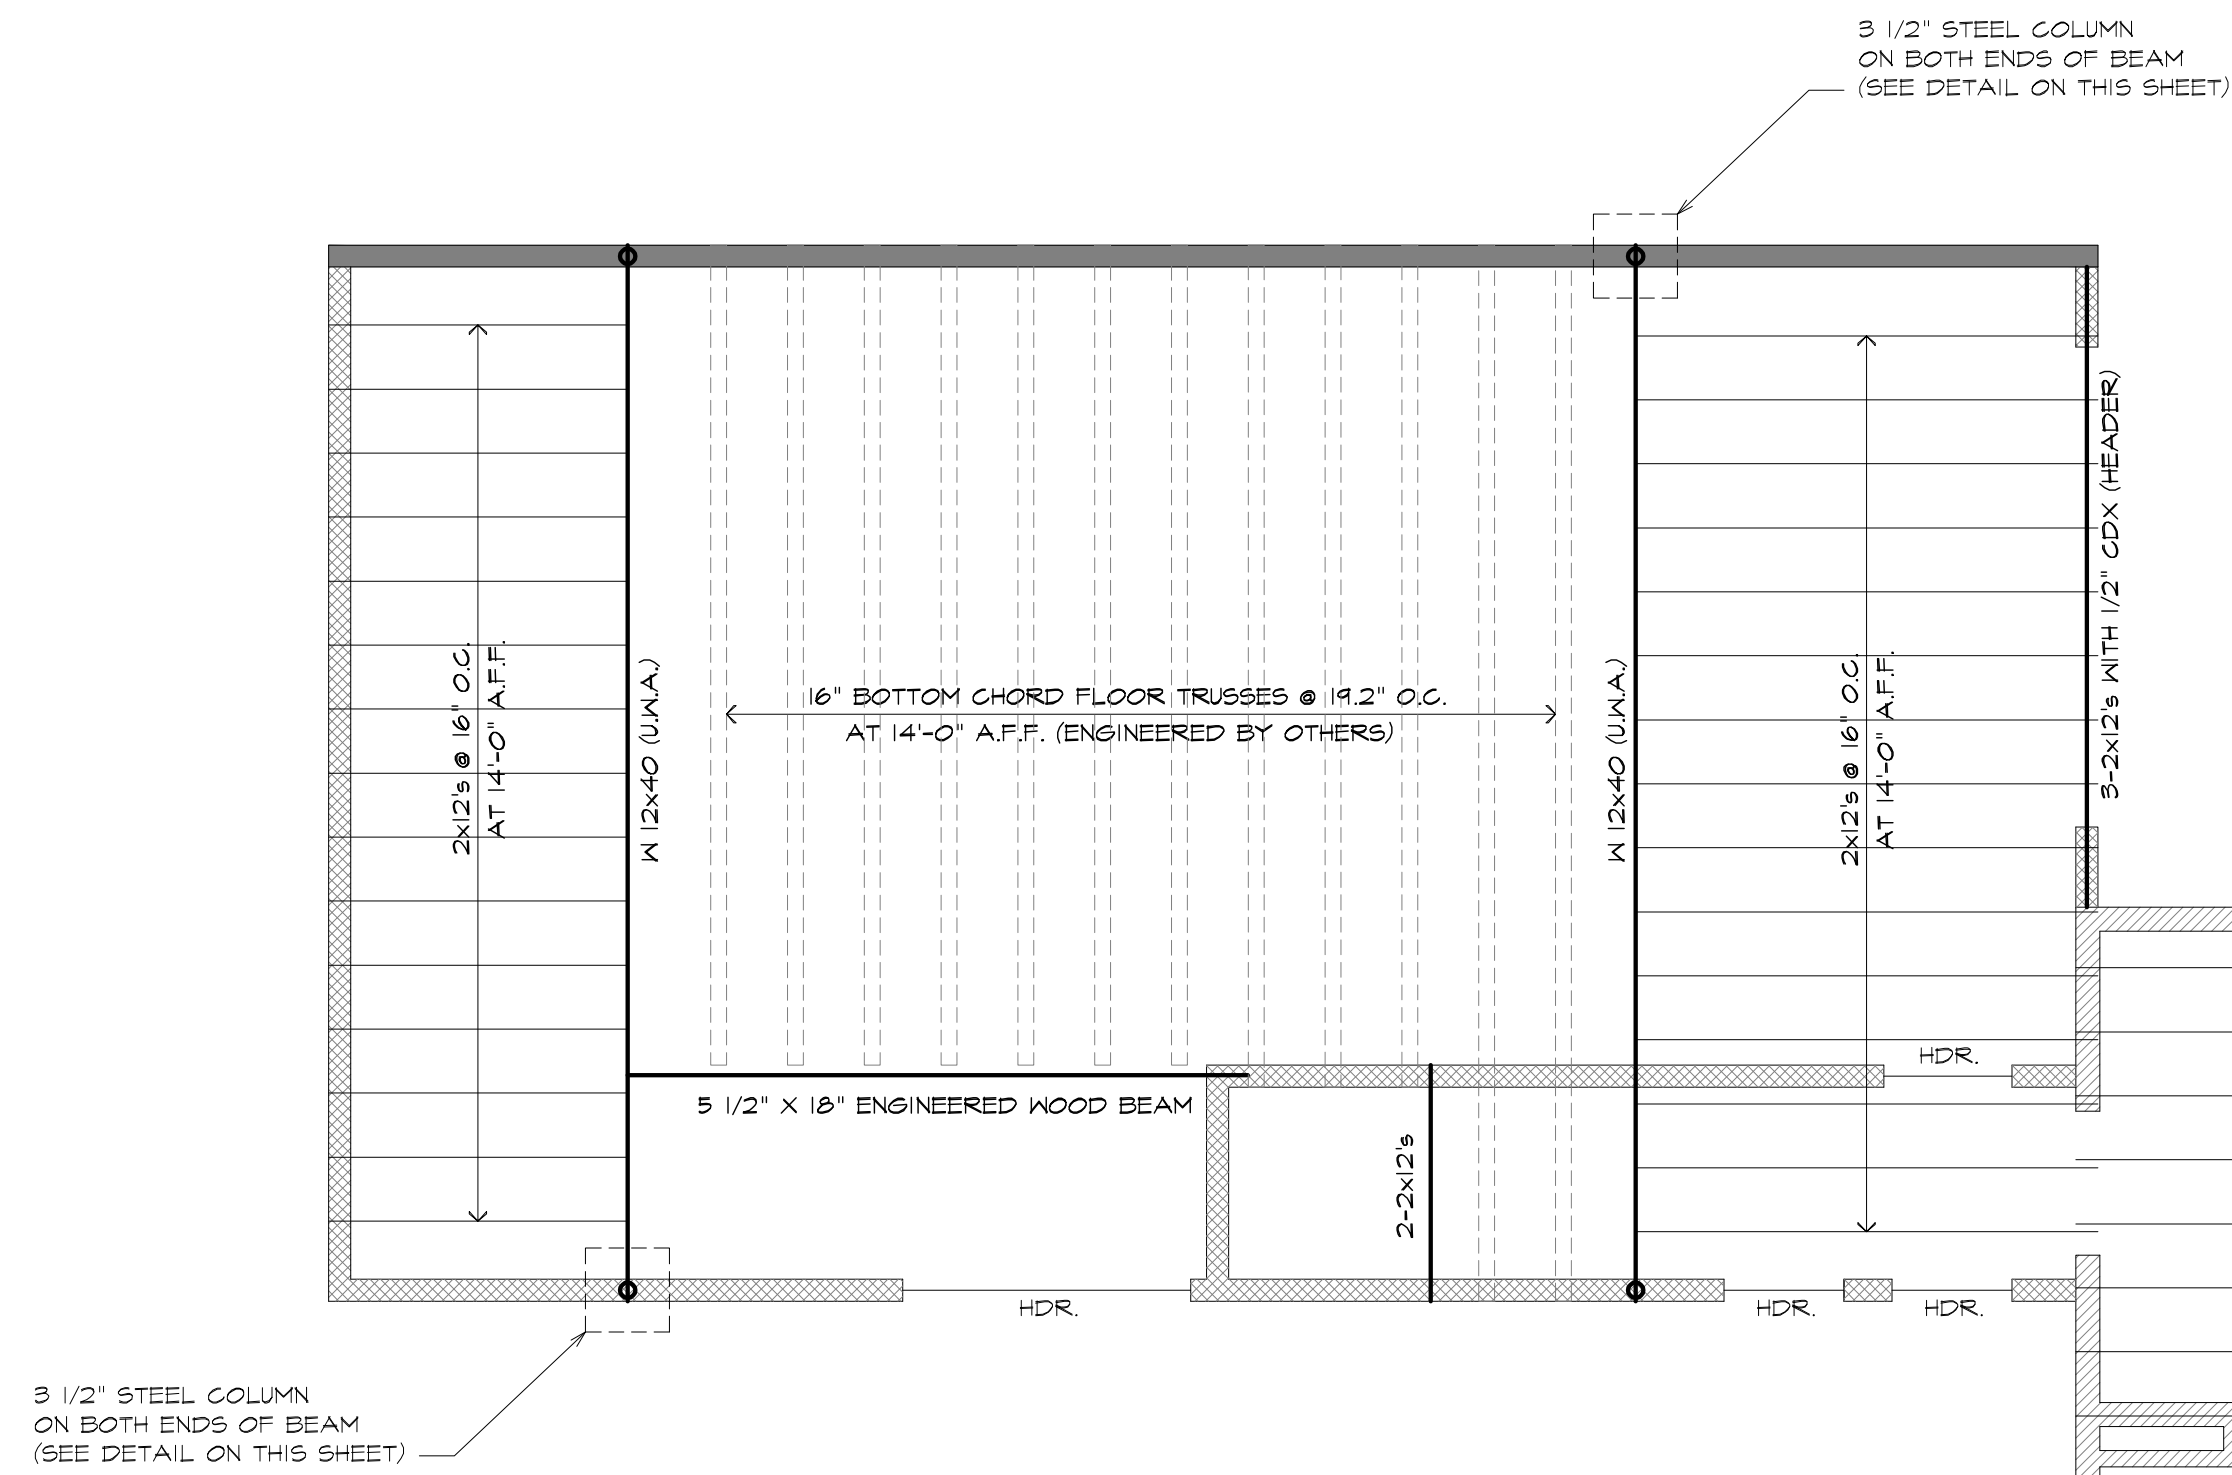 3 1/2" STEEL COLUMN
ON BOTH ENDS OF BEAM
(SEE DETAIL ON THIS SHEET)
2x12's @ 16" O.C.
AT 14'-0" A.F.F.
W 12x40 (U.W.A.)
16" BOTTOM CHORD FLOOR TRUSSES @ 19.2" O.C.
AT 14'-0" A.F.F. (ENGINEERED BY OTHERS)
W 12x40 (U.W.A.)
2x12's @ 16" O.C.
AT 14'-0" A.F.F.
3-2x12's WITH 1/2" CDX (HEADER)
HDR.
5 1/2" X 18" ENGINEERED WOOD BEAM
2-2x12's
HDR.
HDR.
HDR.
3 1/2" STEEL COLUMN
ON BOTH ENDS OF BEAM
(SEE DETAIL ON THIS SHEET)